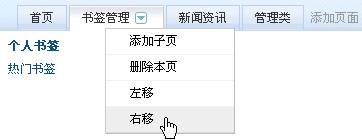 首页 书签管理 新闻资讯 管理类 添加页面
个人书签
热门书签
添加子页
删除本页
左移
右移